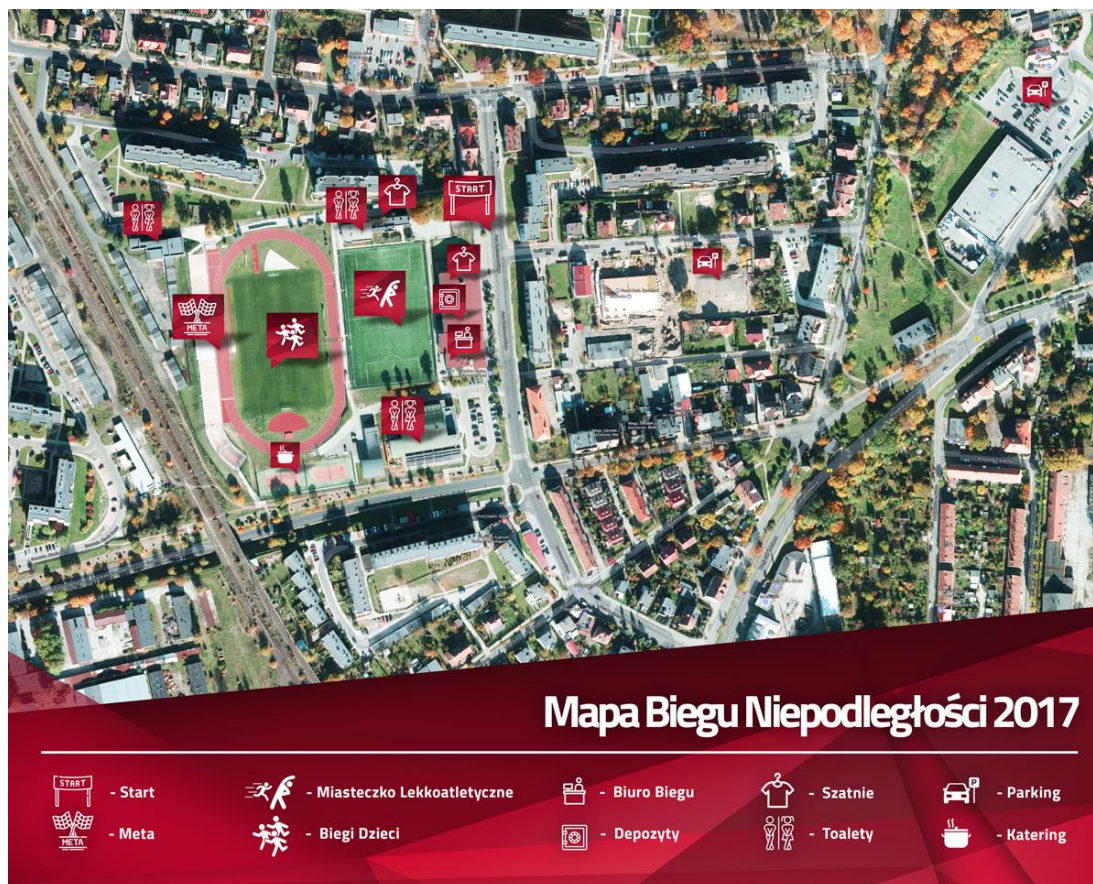 START
META
P
P
Mapa Biegu Niepodległości 2017
START - Start
META - Meta
- Miasteczko Lekkoatletyczne
- Biegi Dzieci
- Biuro Biegu
- Depozyty
- Szatnie
- Toalety
P - Parking
- Katering